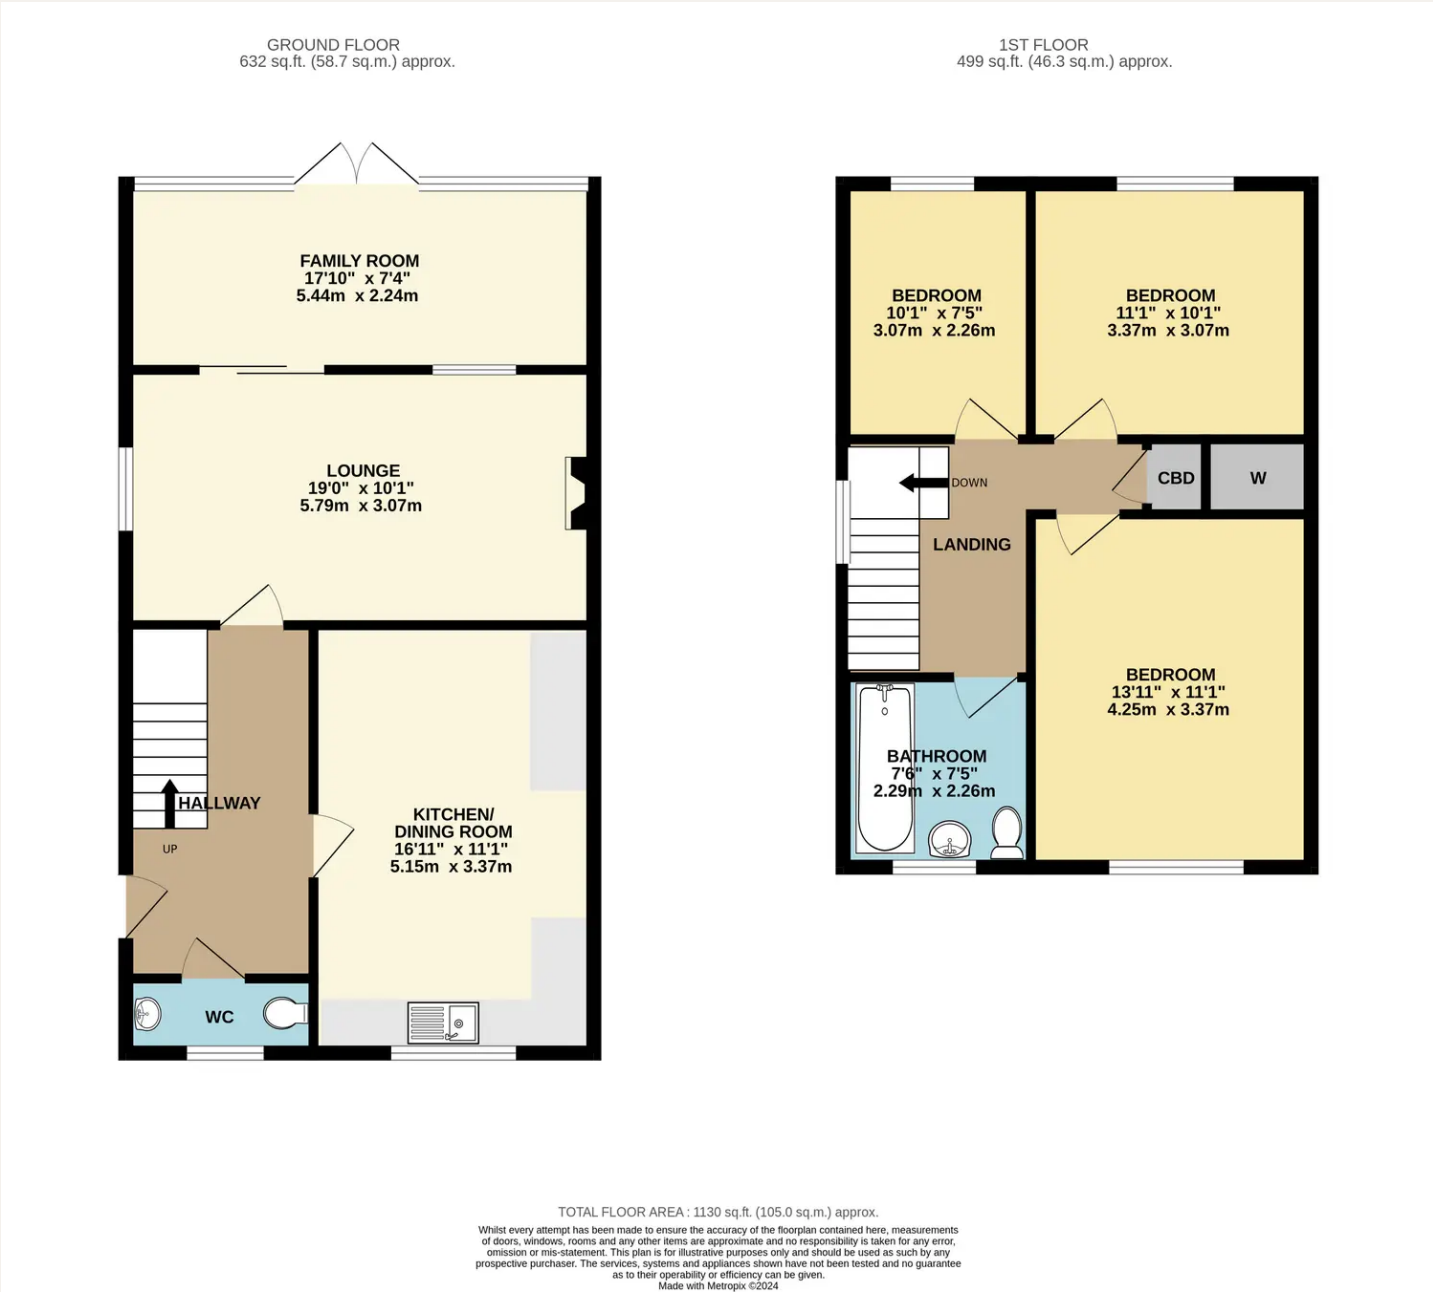 GROUND FLOOR
632 sq.ft. (58.7 sq.m.) approx.
1ST FLOOR
499 sq.ft. (46.3 sq.m.) approx.
FAMILY ROOM
17'10" x 7'4"
5.44m x 2.24m
LOUNGE
19'0" x 10'1"
5.79m x 3.07m
HALLWAY
UP
KITCHEN/
DINING ROOM
16'11" x 11'1"
5.15m x 3.37m
WC
BEDROOM
10'1" x 7'5"
3.07m x 2.26m
BEDROOM
11'1" x 10'1"
3.37m x 3.07m
DOWN
CBD
W
LANDING
BEDROOM
13'11" x 11'1"
4.25m x 3.37m
BATHROOM
7'6" x 7'5"
2.29m x 2.26m
TOTAL FLOOR AREA : 1130 sq.ft. (105.0 sq.m.) approx.
Whilst every attempt has been made to ensure the accuracy of the floorplan contained here, measurements
of doors, windows, rooms and any other items are approximate and no responsibility is taken for any error,
omission or mis-statement. This plan is for illustrative purposes only and should be used as such by any
prospective purchaser. The services, systems and appliances shown have not been tested and no guarantee
as to their operability or efficiency can be given.
Made with Metropix ©2024